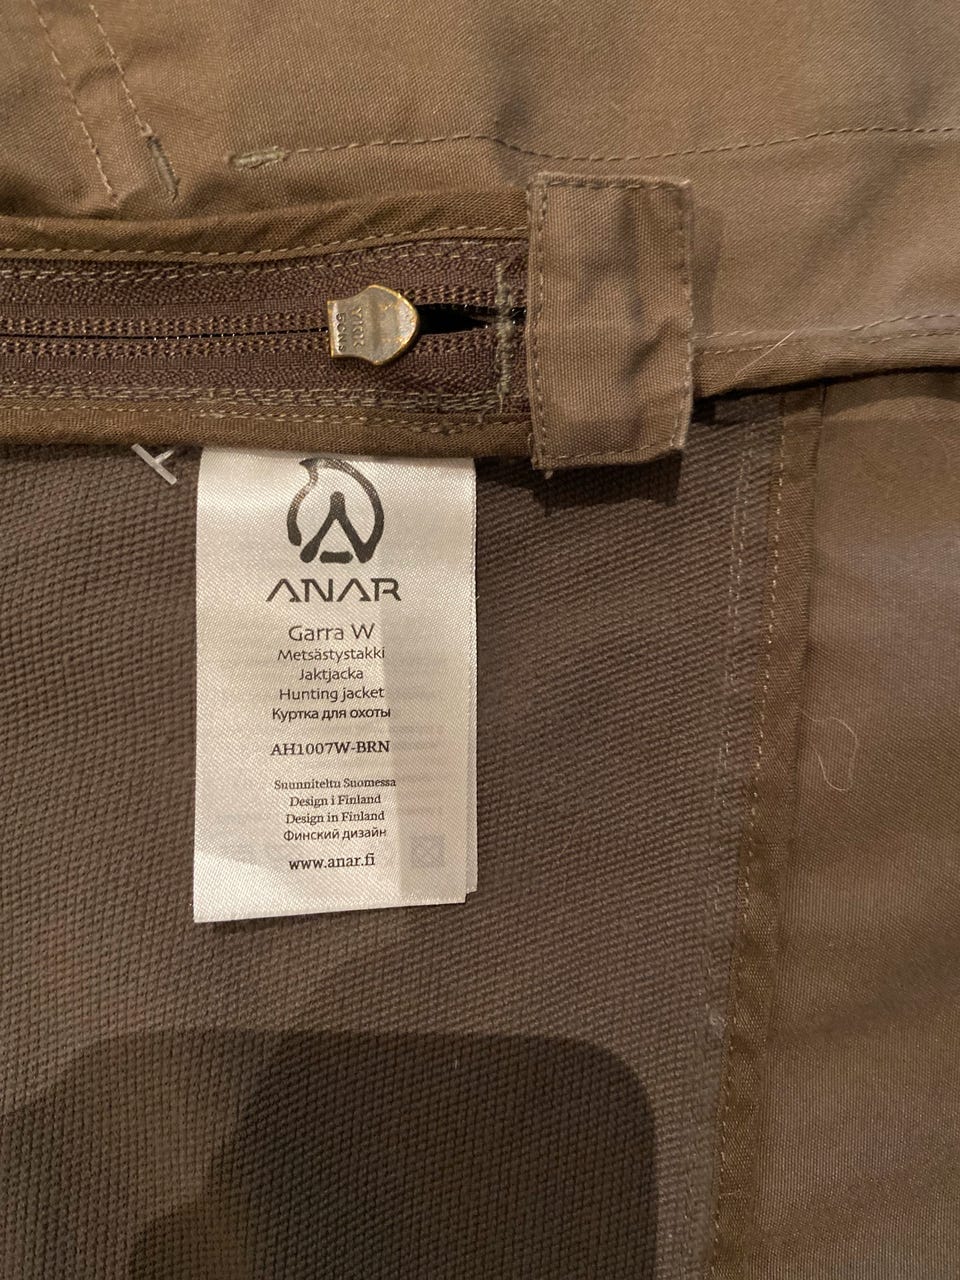 ANAR
Garra W
Metsästystakki
Jaktjacka
Hunting jacket
Куртка для охоты
AH1007W-BRN
Suunniteltu Suomessa
Design i Finland
Design in Finland
Финский дизайн
www.anar.fi